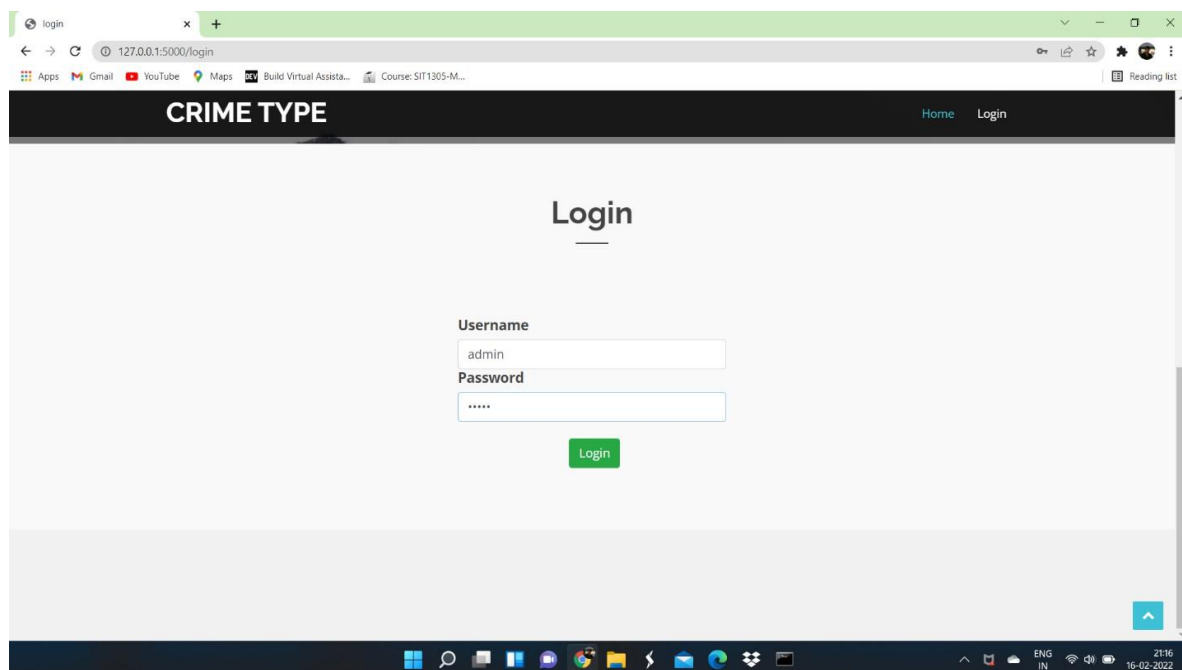 login
127.0.0.1:5000/login
Apps Gmail YouTube Maps DEV Build Virtual Assista... Course: SIT1305-M... Reading list
CRIME TYPE Home Login
Login
Username
admin
Password
•••••
Login
ENG 21:16
IN 16-02-2022